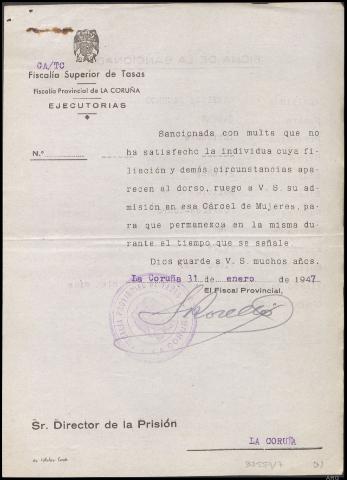 CA/TC
Fiscalía Superior de Tasas
Fiscalía Provincial de LA CORUÑA
EJECUTORIAS
N.º
Sancionada con multa que no
ha satisfecho la individua cuya fi-
liación y demás circunstancias apa-
recen al dorso, ruego a V. S. su ad-
misión en esa Cárcel de Mujeres, pa-
ra que permanezca en la misma du-
rante el tiempo que se señale.
Dios guarde a V. S. muchos años.
La Coruña 31 de enero de 1947
El Fiscal Provincial,
Sr. Director de la Prisión
LA CORUÑA